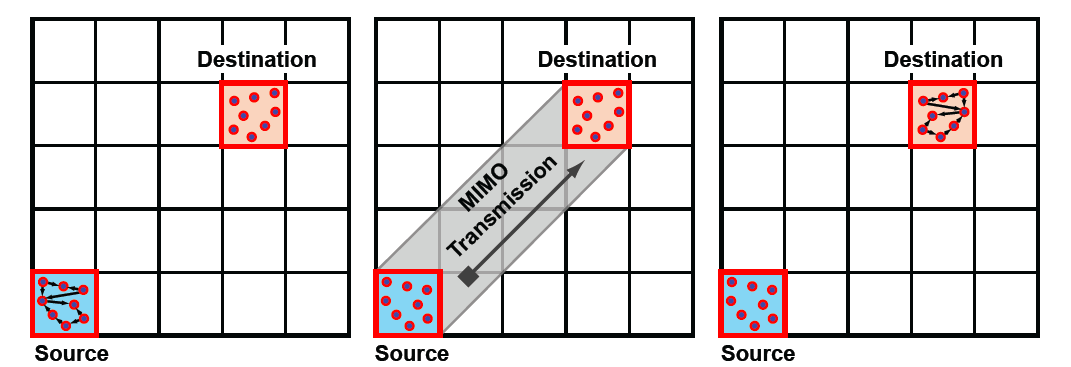 Destination
Source
Destination
MIMO
Transmission
Source
Destination
Source